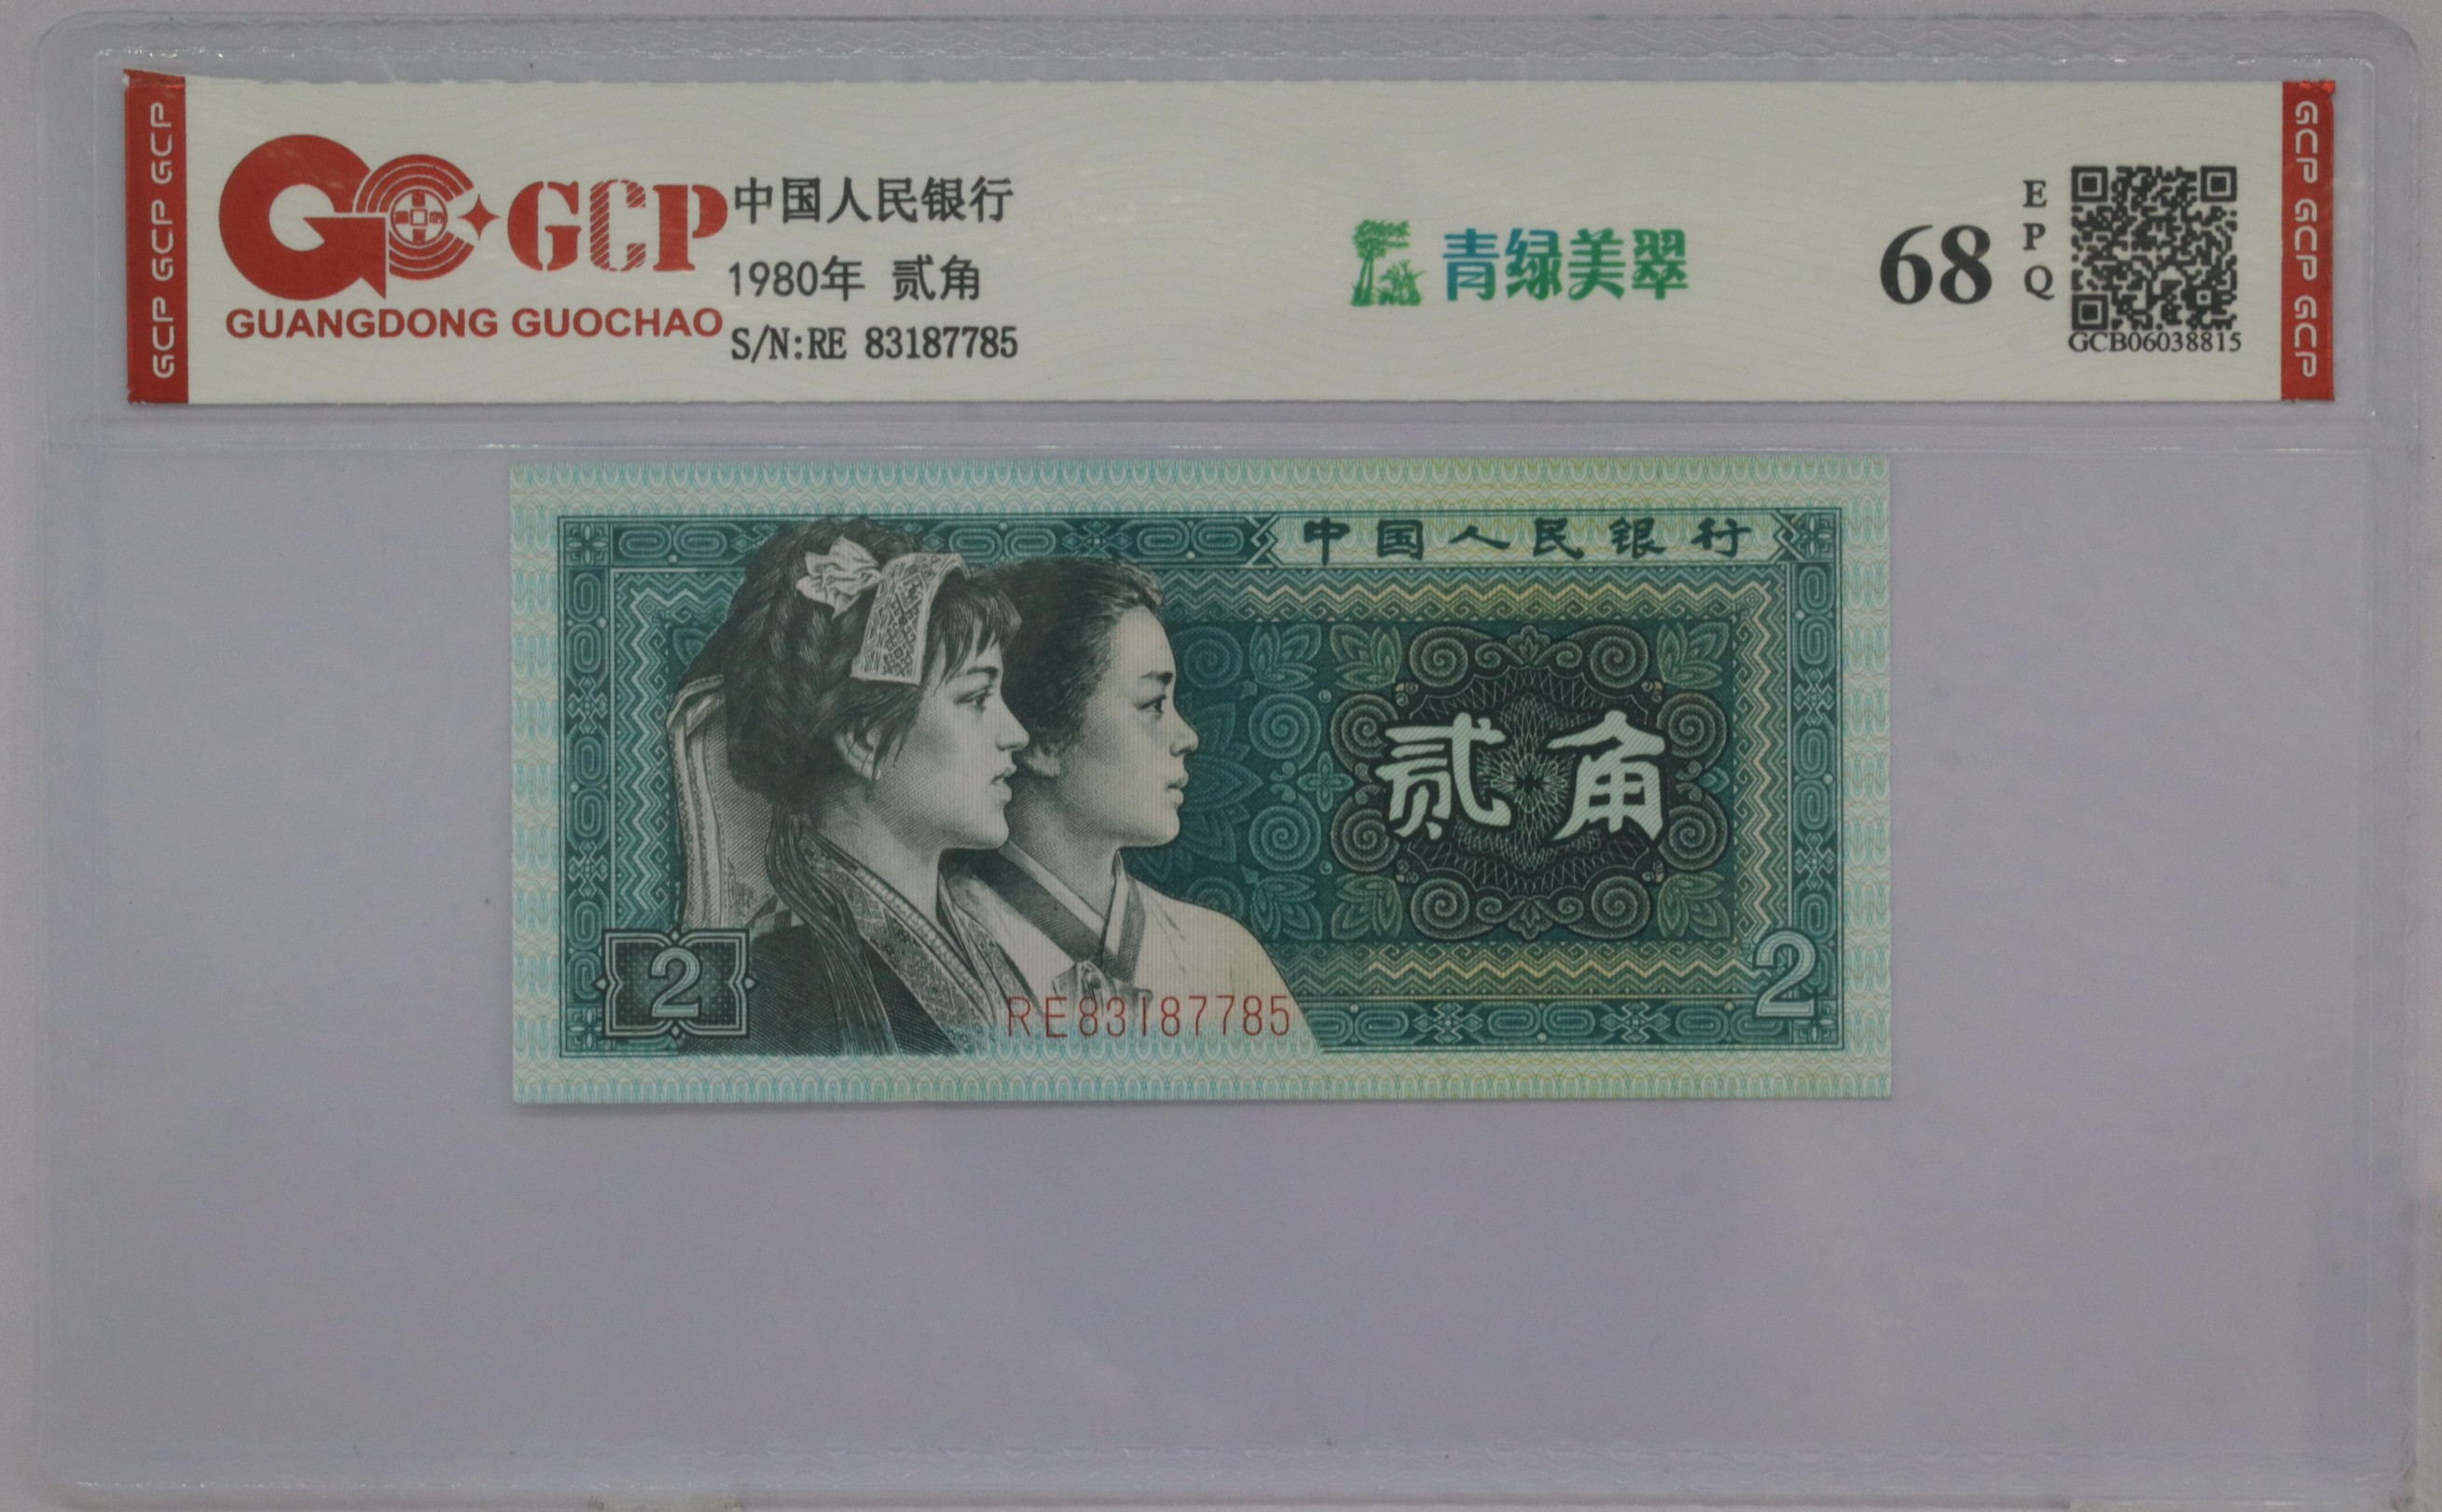 GCP GCP GCP
GCP
GUANGDONG GUOCHAO
中国人民银行
1980年 贰角
S/N:RE 83187785
青绿美翠
68
EPQ
GCB06038815
GCP GCP GCP
中国人民银行
贰角
2
RE83187785
2